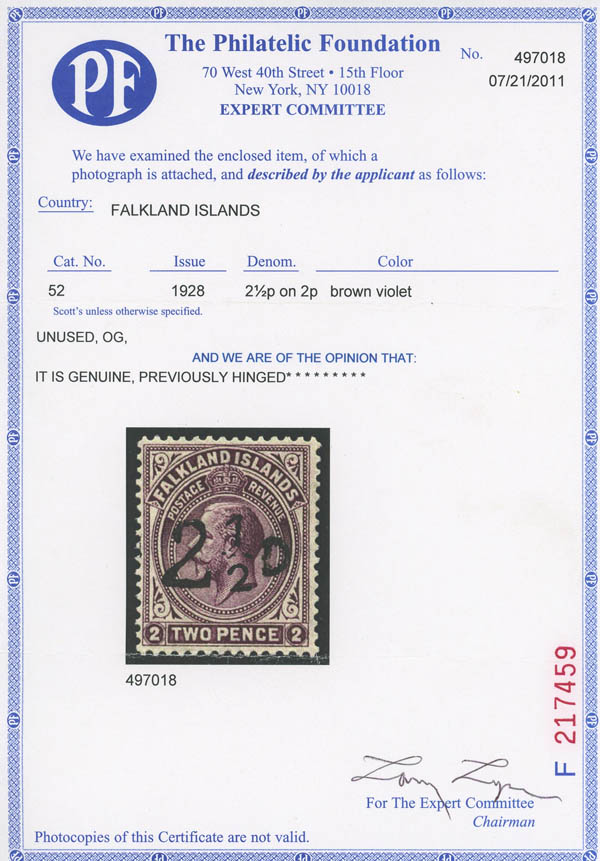 The Philatelic Foundation
70 West 40th Street • 15th Floor
New York, NY 10018
EXPERT COMMITTEE
PF
No. 497018
07/21/2011
We have examined the enclosed item, of which a
photograph is attached, and described by the applicant as follows:
Country: FALKLAND ISLANDS
Cat. No. Issue Denom. Color
52 1928 2½p on 2p brown violet
Scott's unless otherwise specified.
UNUSED, OG,
AND WE ARE OF THE OPINION THAT:
IT IS GENUINE, PREVIOUSLY HINGED* * * * * * * * *
FALKLAND ISLANDS
POSTAGE REVENUE
2½D
2 TWO PENCE 2
497018
F 217459
For The Expert Committee
Chairman
Photocopies of this Certificate are not valid.